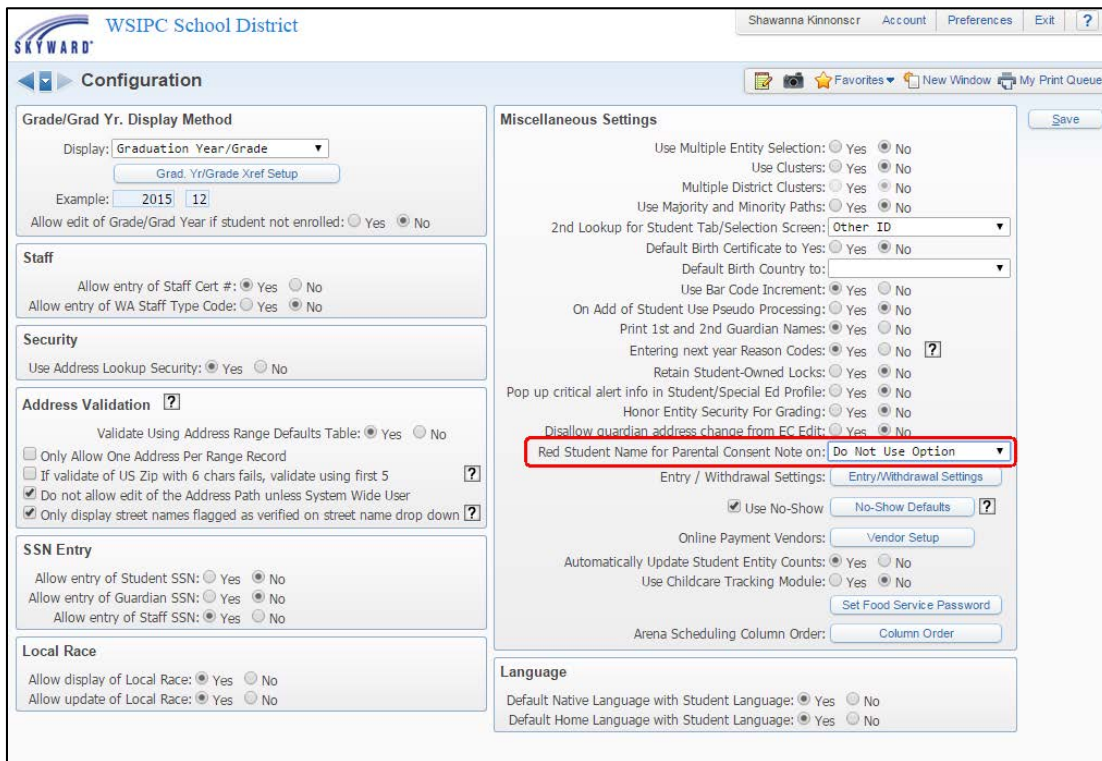 WSIPC School District
Shawanna Kinnonscr Account Preferences Exit ?
SKYWARD®
Configuration
Favorites New Window My Print Queue
Grade/Grad Yr. Display Method
Display: Graduation Year/Grade
Grad. Yr/Grade Xref Setup
Example: 2015 12
Allow edit of Grade/Grad Year if student not enrolled: Yes No
Staff
Allow entry of Staff Cert #: Yes No
Allow entry of WA Staff Type Code: Yes No
Security
Use Address Lookup Security: Yes No
Address Validation ?
Validate Using Address Range Defaults Table: Yes No
Only Allow One Address Per Range Record
If validate of US Zip with 6 chars fails, validate using first 5 ?
Do not allow edit of the Address Path unless System Wide User
Only display street names flagged as verified on street name drop down ?
SSN Entry
Allow entry of Student SSN: Yes No
Allow entry of Guardian SSN: Yes No
Allow entry of Staff SSN: Yes No
Local Race
Allow display of Local Race: Yes No
Allow update of Local Race: Yes No
Miscellaneous Settings
Use Multiple Entity Selection: Yes No
Use Clusters: Yes No
Multiple District Clusters: Yes No
Use Majority and Minority Paths: Yes No
2nd Lookup for Student Tab/Selection Screen: Other ID
Default Birth Certificate to Yes: Yes No
Default Birth Country to:
Use Bar Code Increment: Yes No
On Add of Student Use Pseudo Processing: Yes No
Print 1st and 2nd Guardian Names: Yes No
Entering next year Reason Codes: Yes No ?
Retain Student-Owned Locks: Yes No
Pop up critical alert info in Student/Special Ed Profile: Yes No
Honor Entity Security For Grading: Yes No
Disallow guardian address change from EC Edit: Yes No
Red Student Name for Parental Consent Note on: Do Not Use Option
Entry / Withdrawal Settings: Entry/Withdrawal Settings
Use No-Show No-Show Defaults ?
Online Payment Vendors: Vendor Setup
Automatically Update Student Entity Counts: Yes No
Use Childcare Tracking Module: Yes No
Set Food Service Password
Arena Scheduling Column Order: Column Order
Language
Default Native Language with Student Language: Yes No
Default Home Language with Student Language: Yes No
Save